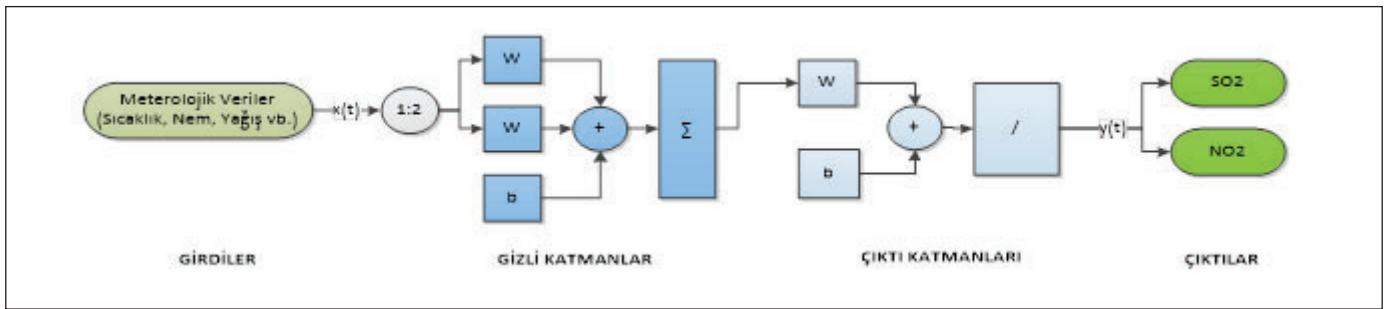 Meterolojik Veriler
(Sıcaklık, Nem, Yağış vb.)
x(t)
1:2
W
W
b
+
Σ
W
b
+
/
y(t)
SO2
NO2
GİRDİLER
GİZLİ KATMANLAR
ÇIKTI KATMANLARI
ÇIKTILAR